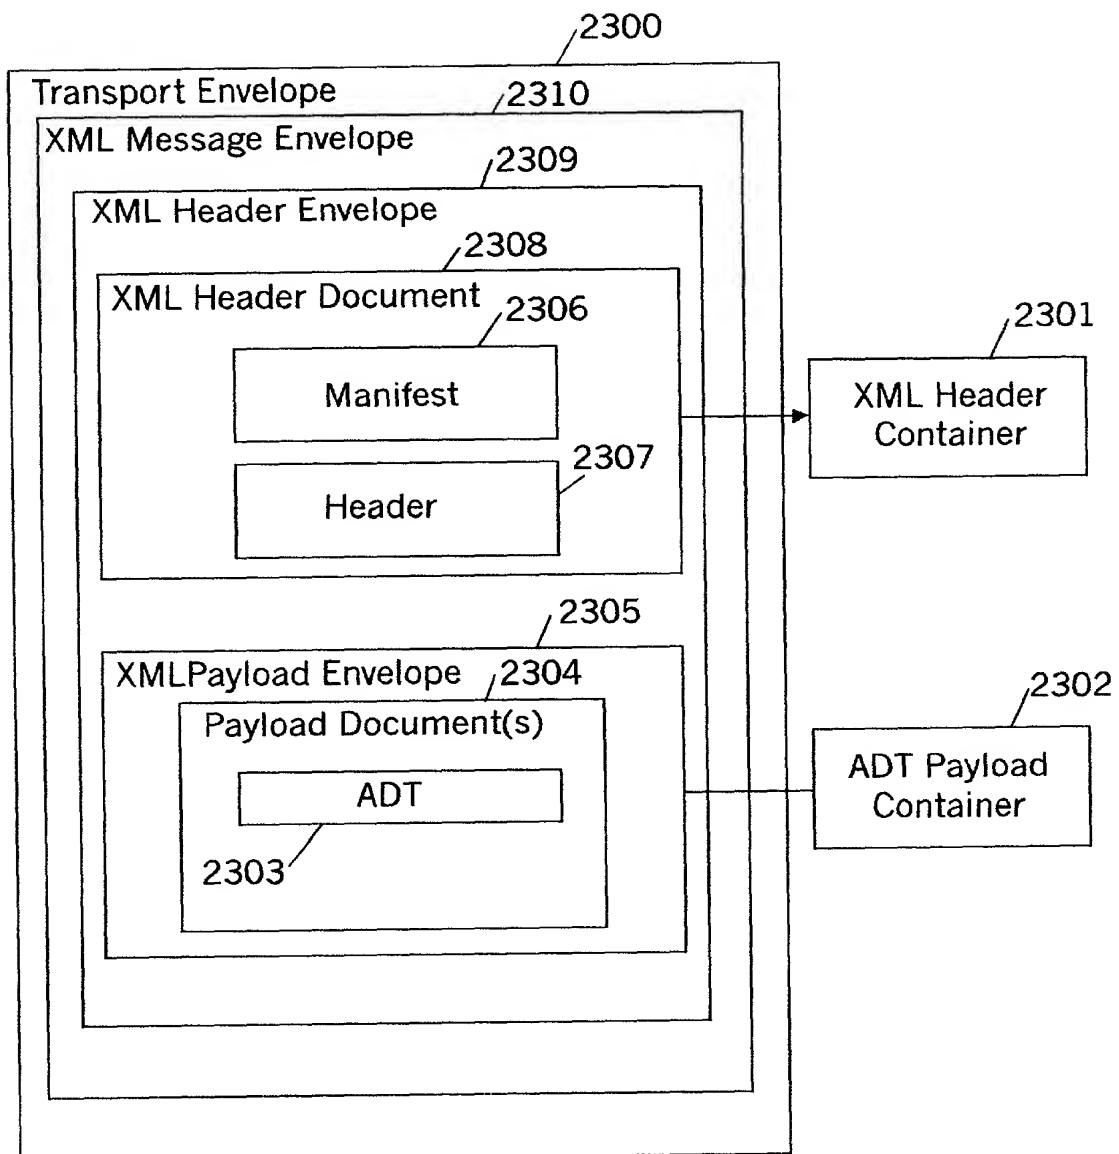 2300
Transport Envelope
2310
XML Message Envelope
2309
XML Header Envelope
2308
XML Header Document
2306
Manifest
2307
Header
2301
XML Header
Container
2305
XMLPayload Envelope
2304
Payload Document(s)
ADT
2303
2302
ADT Payload
Container